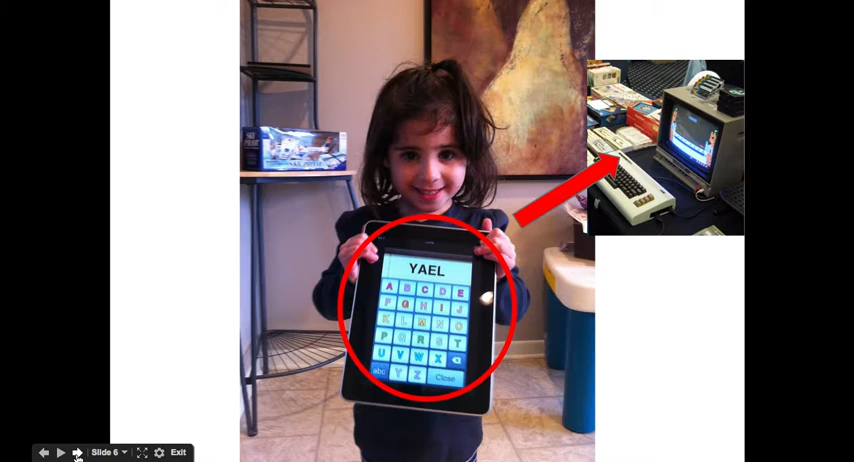 YAEL
A B C D E
F G H I J
K L M N O
P Q R S T
U V W X
abc Y Z Close
Slide 6 Exit